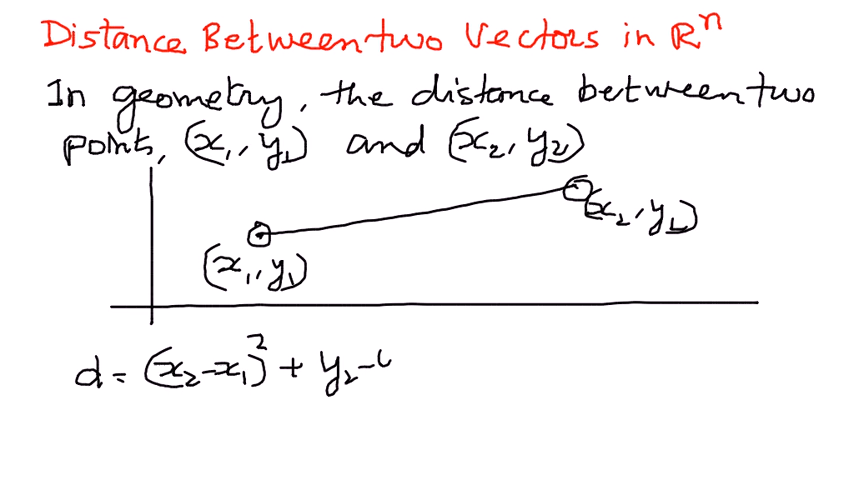 Distance Between two Vectors in Rⁿ
In geometry, the distance between two
points, (x₁, y₁) and (x₂, y₂)
(x₂, y₂)
(x₁, y₁)
d = (x₂-x₁)² + y₂-